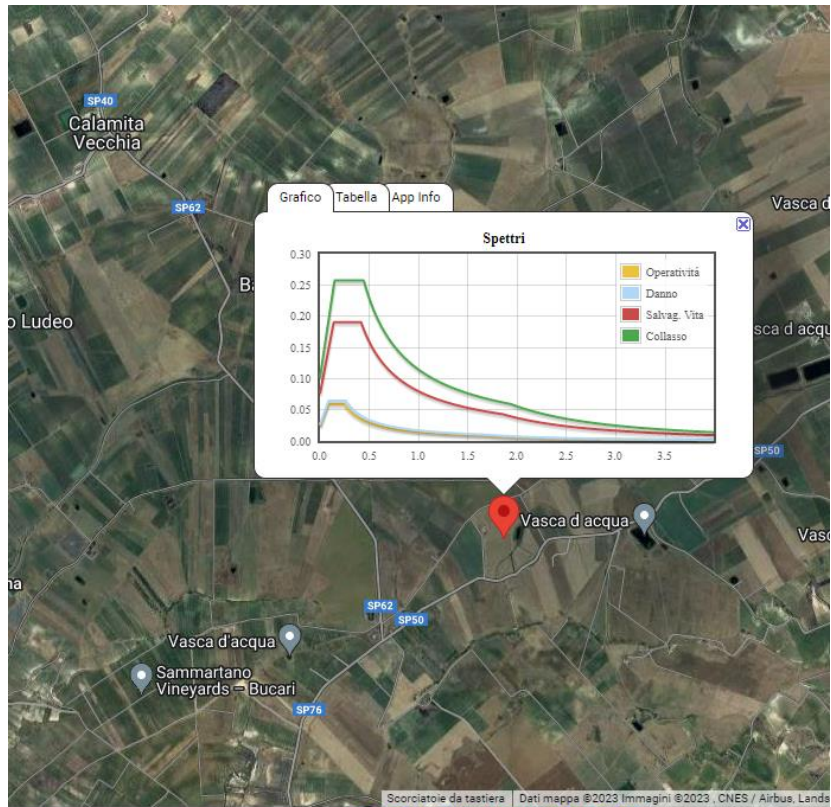 SP40
Calamita
Vecchia
SP62
Grafico
Tabella
App Info
Vasca d
Spettri
0.30
0.25
0.20
0.15
0.10
0.05
0.00
0.0
0.5
1.0
1.5
2.0
2.5
3.0
3.5
Operatività
Danno
Salvag. Vita
Collasso
o Ludeo
sca d acqu
SP50
Vasca d acqua
Vasc
na
SP62
SP50
Vasca d'acqua
Sammartano
Vineyards – Bucari
SP76
Scorciatoie da tastiera
Dati mappa ©2023 Immagini ©2023 , CNES / Airbus, Lands